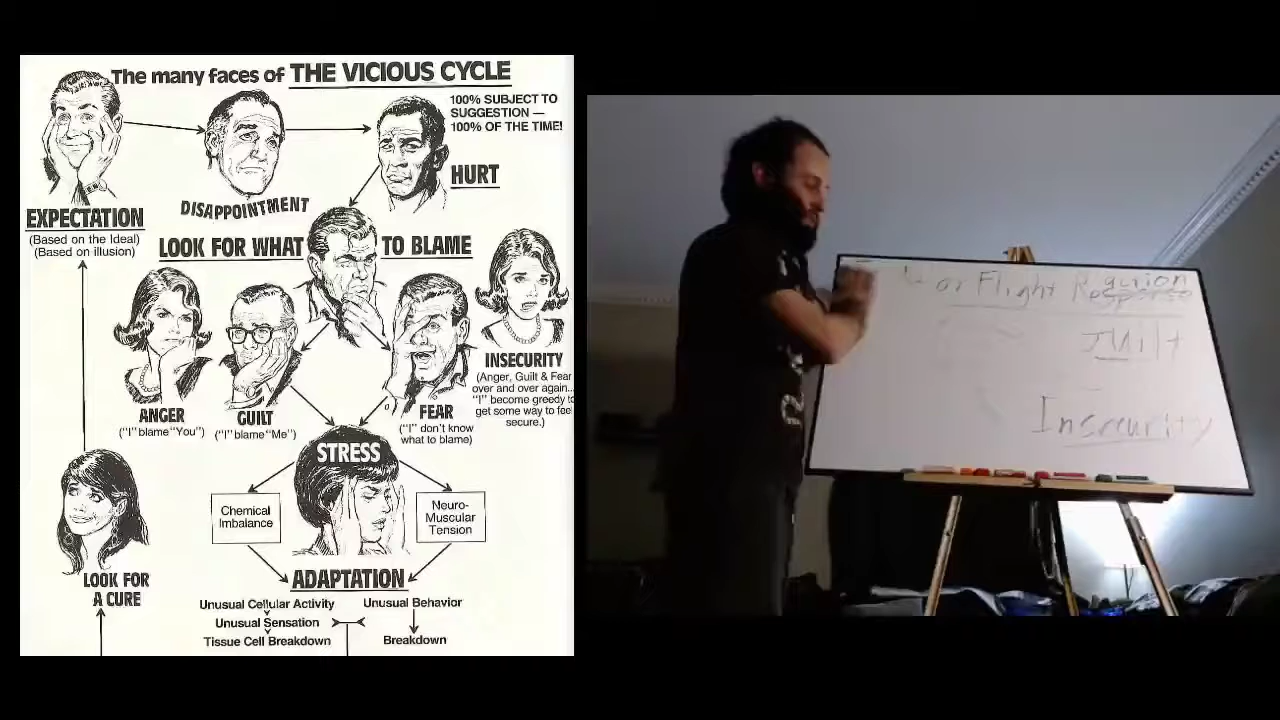 The many faces of THE VICIOUS CYCLE
100% SUBJECT TO
SUGGESTION —
100% OF THE TIME!
HURT
DISAPPOINTMENT
EXPECTATION
(Based on the Ideal)
(Based on illusion)
LOOK FOR WHAT TO BLAME
INSECURITY
(Anger, Guilt & Fear
over and over again..
"I" become greedy to
get some way to feel
secure.)
ANGER
("I" blame "You")
GUILT
("I" blame "Me")
FEAR
("I" don't know
what to blame)
STRESS
Chemical
Imbalance
Neuro-
Muscular
Tension
ADAPTATION
LOOK FOR
A CURE
Unusual Cellular Activity
Unusual Sensation
Tissue Cell Breakdown
Unusual Behavior
Breakdown
or Flight
Insecurity